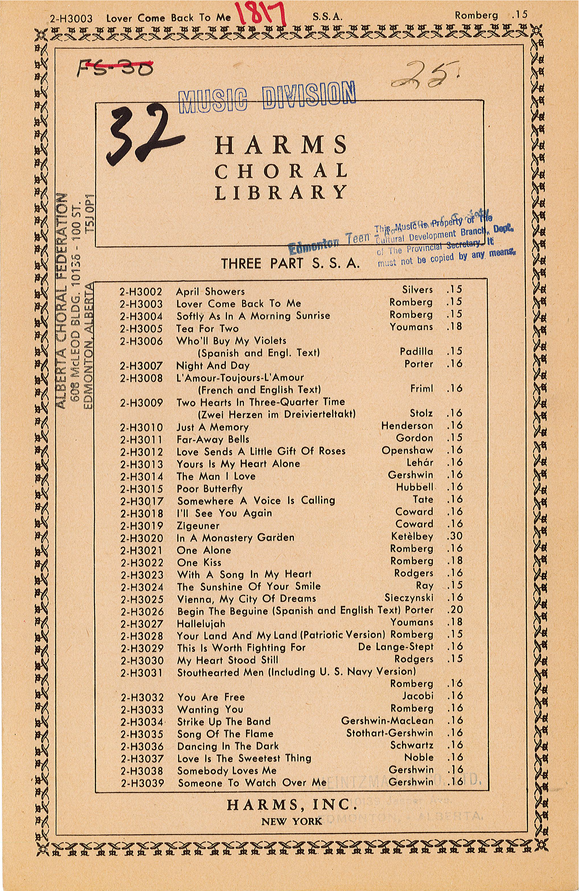 2-H3003 Lover Come Back To Me 1817 S.S.A. Romberg .15
FS-30
25.
MUSIC DIVISION
32
HARMS
CHORAL
LIBRARY
ALBERTA CHORAL FEDERATION
608 McLEOD BLDG. 10136 - 100 ST.
EDMONTON, ALBERTA T5J 0P1
Edmonton Teen
This Music is Property of The
Cultural Development Branch, Dept.
of The Provincial Secretary. It
must not be copied by any means.
THREE PART S. S. A.
2-H3002 April Showers Silvers .15
2-H3003 Lover Come Back To Me Romberg .15
2-H3004 Softly As In A Morning Sunrise Romberg .15
2-H3005 Tea For Two Youmans .18
2-H3006 Who'll Buy My Violets
(Spanish and Engl. Text) Padilla .15
2-H3007 Night And Day Porter .16
2-H3008 L'Amour-Toujours-L'Amour
(French and English Text) Friml .16
2-H3009 Two Hearts In Three-Quarter Time
(Zwei Herzen im Dreivierteltakt) Stolz .16
2-H3010 Just A Memory Henderson .16
2-H3011 Far-Away Bells Gordon .15
2-H3012 Love Sends A Little Gift Of Roses Openshaw .16
2-H3013 Yours Is My Heart Alone Lehár .16
2-H3014 The Man I Love Gershwin .16
2-H3015 Poor Butterfly Hubbell .16
2-H3017 Somewhere A Voice Is Calling Tate .16
2-H3018 I'll See You Again Coward .16
2-H3019 Zigeuner Coward .16
2-H3020 In A Monastery Garden Ketèlbey .30
2-H3021 One Alone Romberg .16
2-H3022 One Kiss Romberg .18
2-H3023 With A Song In My Heart Rodgers .16
2-H3024 The Sunshine Of Your Smile Ray .15
2-H3025 Vienna, My City Of Dreams Sieczynski .16
2-H3026 Begin The Beguine (Spanish and English Text) Porter .20
2-H3027 Hallelujah Youmans .18
2-H3028 Your Land And My Land (Patriotic Version) Romberg .15
2-H3029 This Is Worth Fighting For De Lange-Stept .16
2-H3030 My Heart Stood Still Rodgers .15
2-H3031 Stouthearted Men (Including U. S. Navy Version)
Romberg .16
2-H3032 You Are Free Jacobi .16
2-H3033 Wanting You Romberg .16
2-H3034 Strike Up The Band Gershwin-MacLean .16
2-H3035 Song Of The Flame Stothart-Gershwin .16
2-H3036 Dancing In The Dark Schwartz .16
2-H3037 Love Is The Sweetest Thing Noble .16
2-H3038 Somebody Loves Me Gershwin .16
2-H3039 Someone To Watch Over Me Gershwin .16
HARMS, INC.
NEW YORK